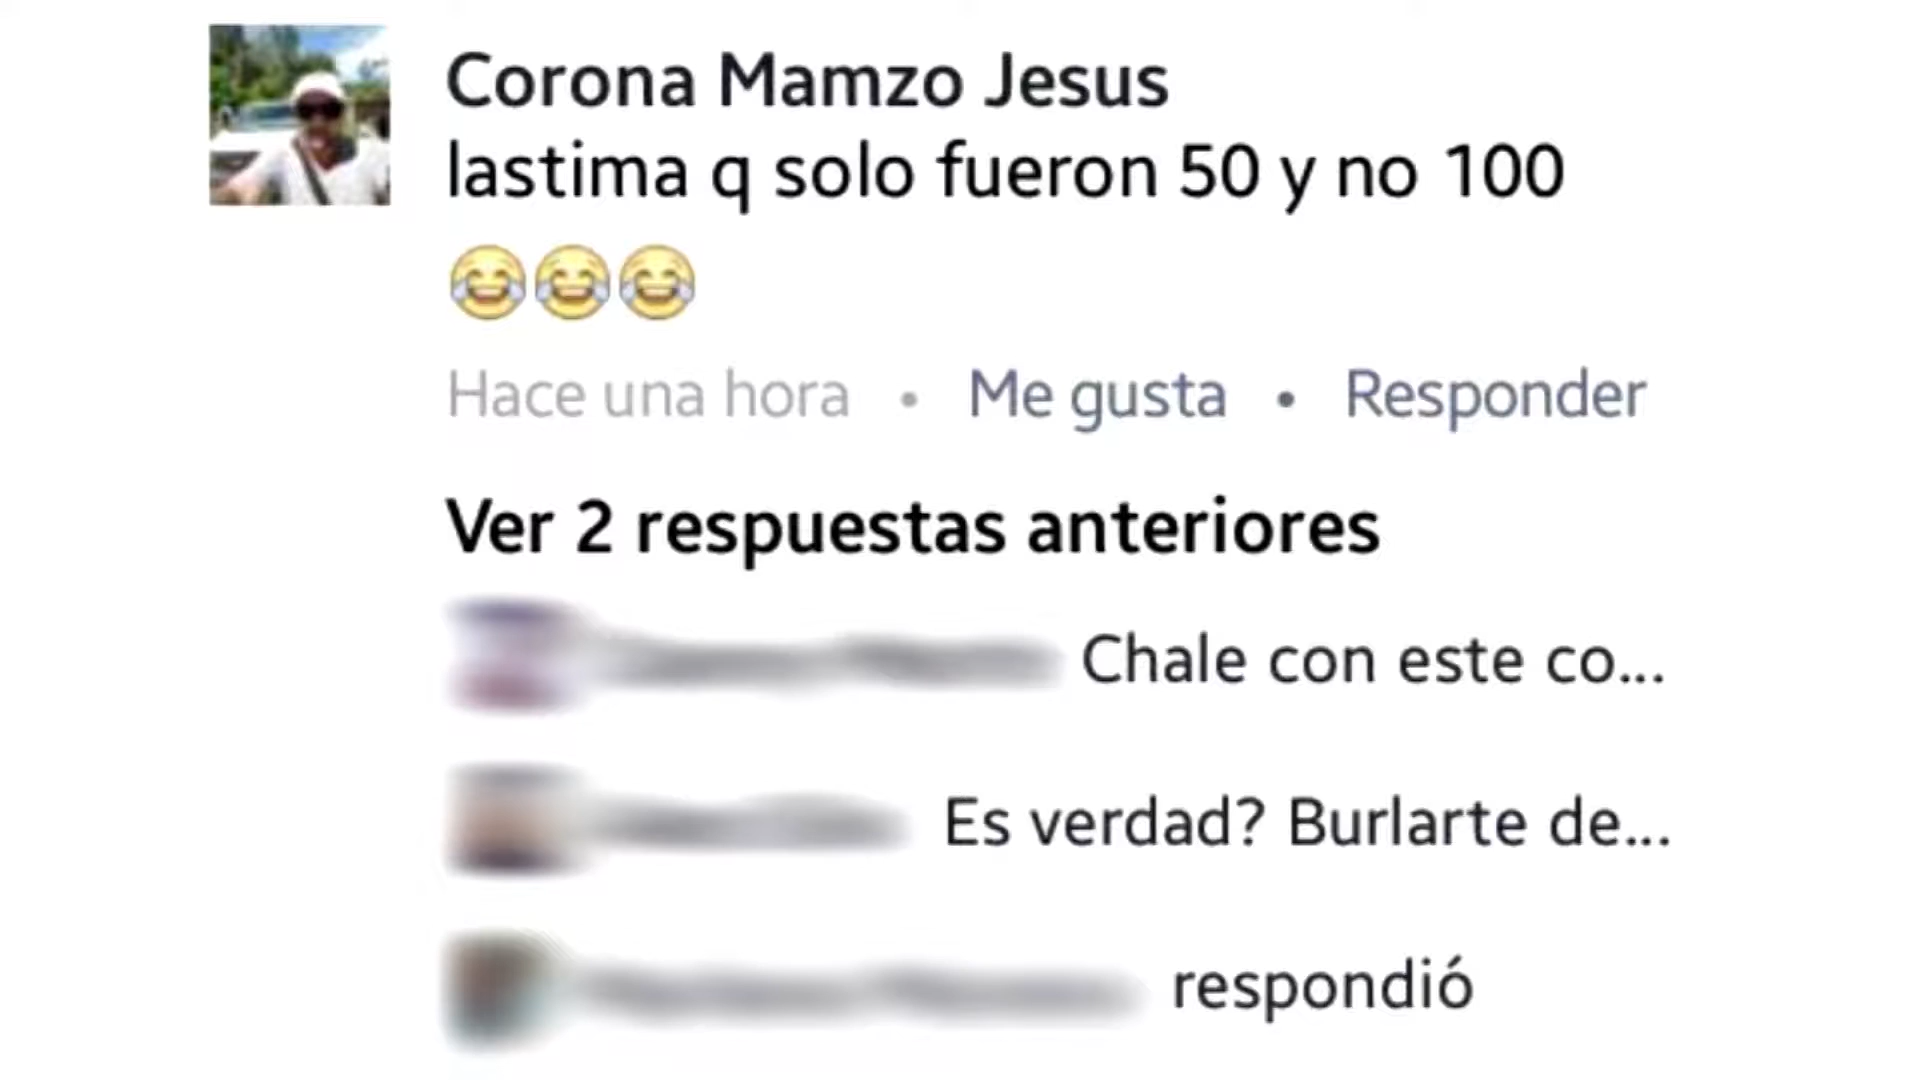 Corona Mamzo Jesus
lastima q solo fueron 50 y no 100
😂😂😂
Hace una hora • Me gusta • Responder
Ver 2 respuestas anteriores
Chale con este co...
Es verdad? Burlarte de...
respondió